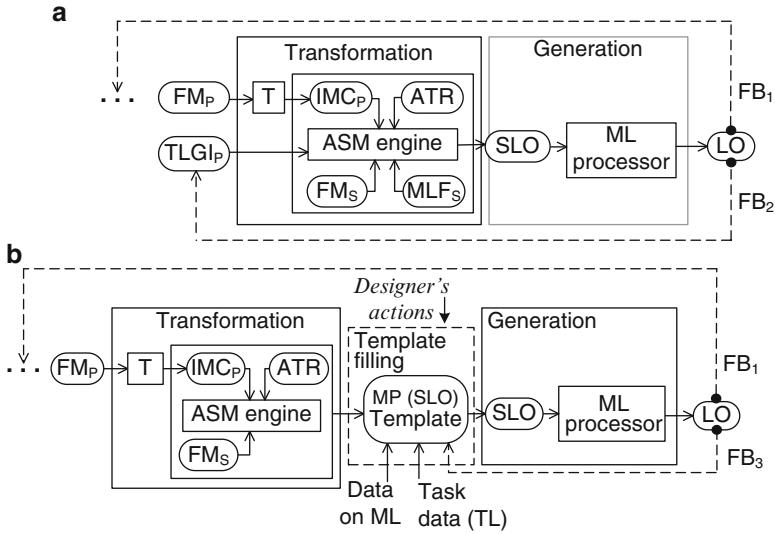 a
Transformation
Generation
. . .
FMP
T
IMCP
ATR
FB1
TLGIP
ASM engine
SLO
ML
processor
LO
FMS
MLFS
FB2
b
Designer's
actions
Transformation
Template
filling
Generation
. . .
FMP
T
IMCP
ATR
FB1
ASM engine
MP (SLO)
Template
SLO
ML
processor
LO
FMS
FB3
Data
on ML
Task
data (TL)